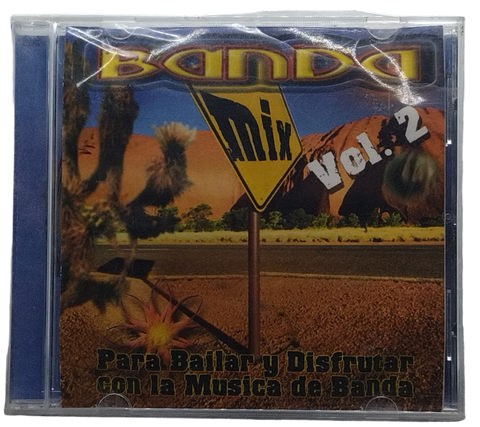 BANDA
mix
Vol. 2
Para Bailar y Disfrutar
con la Musica de Banda